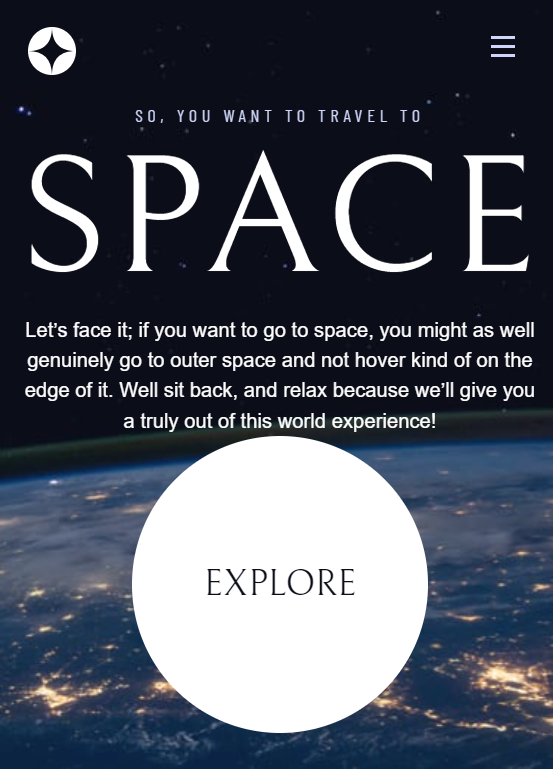 SO, YOU WANT TO TRAVEL TO
SPACE
Let’s face it; if you want to go to space, you might as well
genuinely go to outer space and not hover kind of on the
edge of it. Well sit back, and relax because we’ll give you
a truly out of this world experience!
EXPLORE